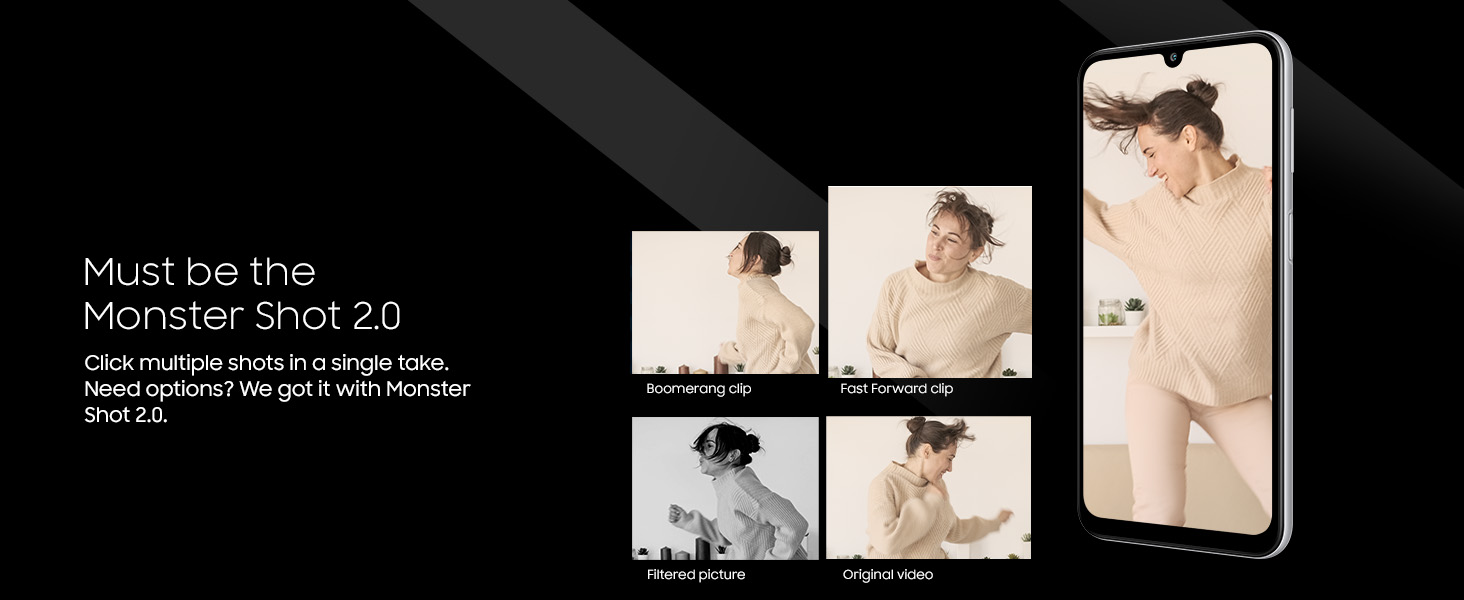 Must be the
Monster Shot 2.0
Click multiple shots in a single take.
Need options? We got it with Monster
Shot 2.0.
Boomerang clip
Fast Forward clip
Filtered picture
Original video